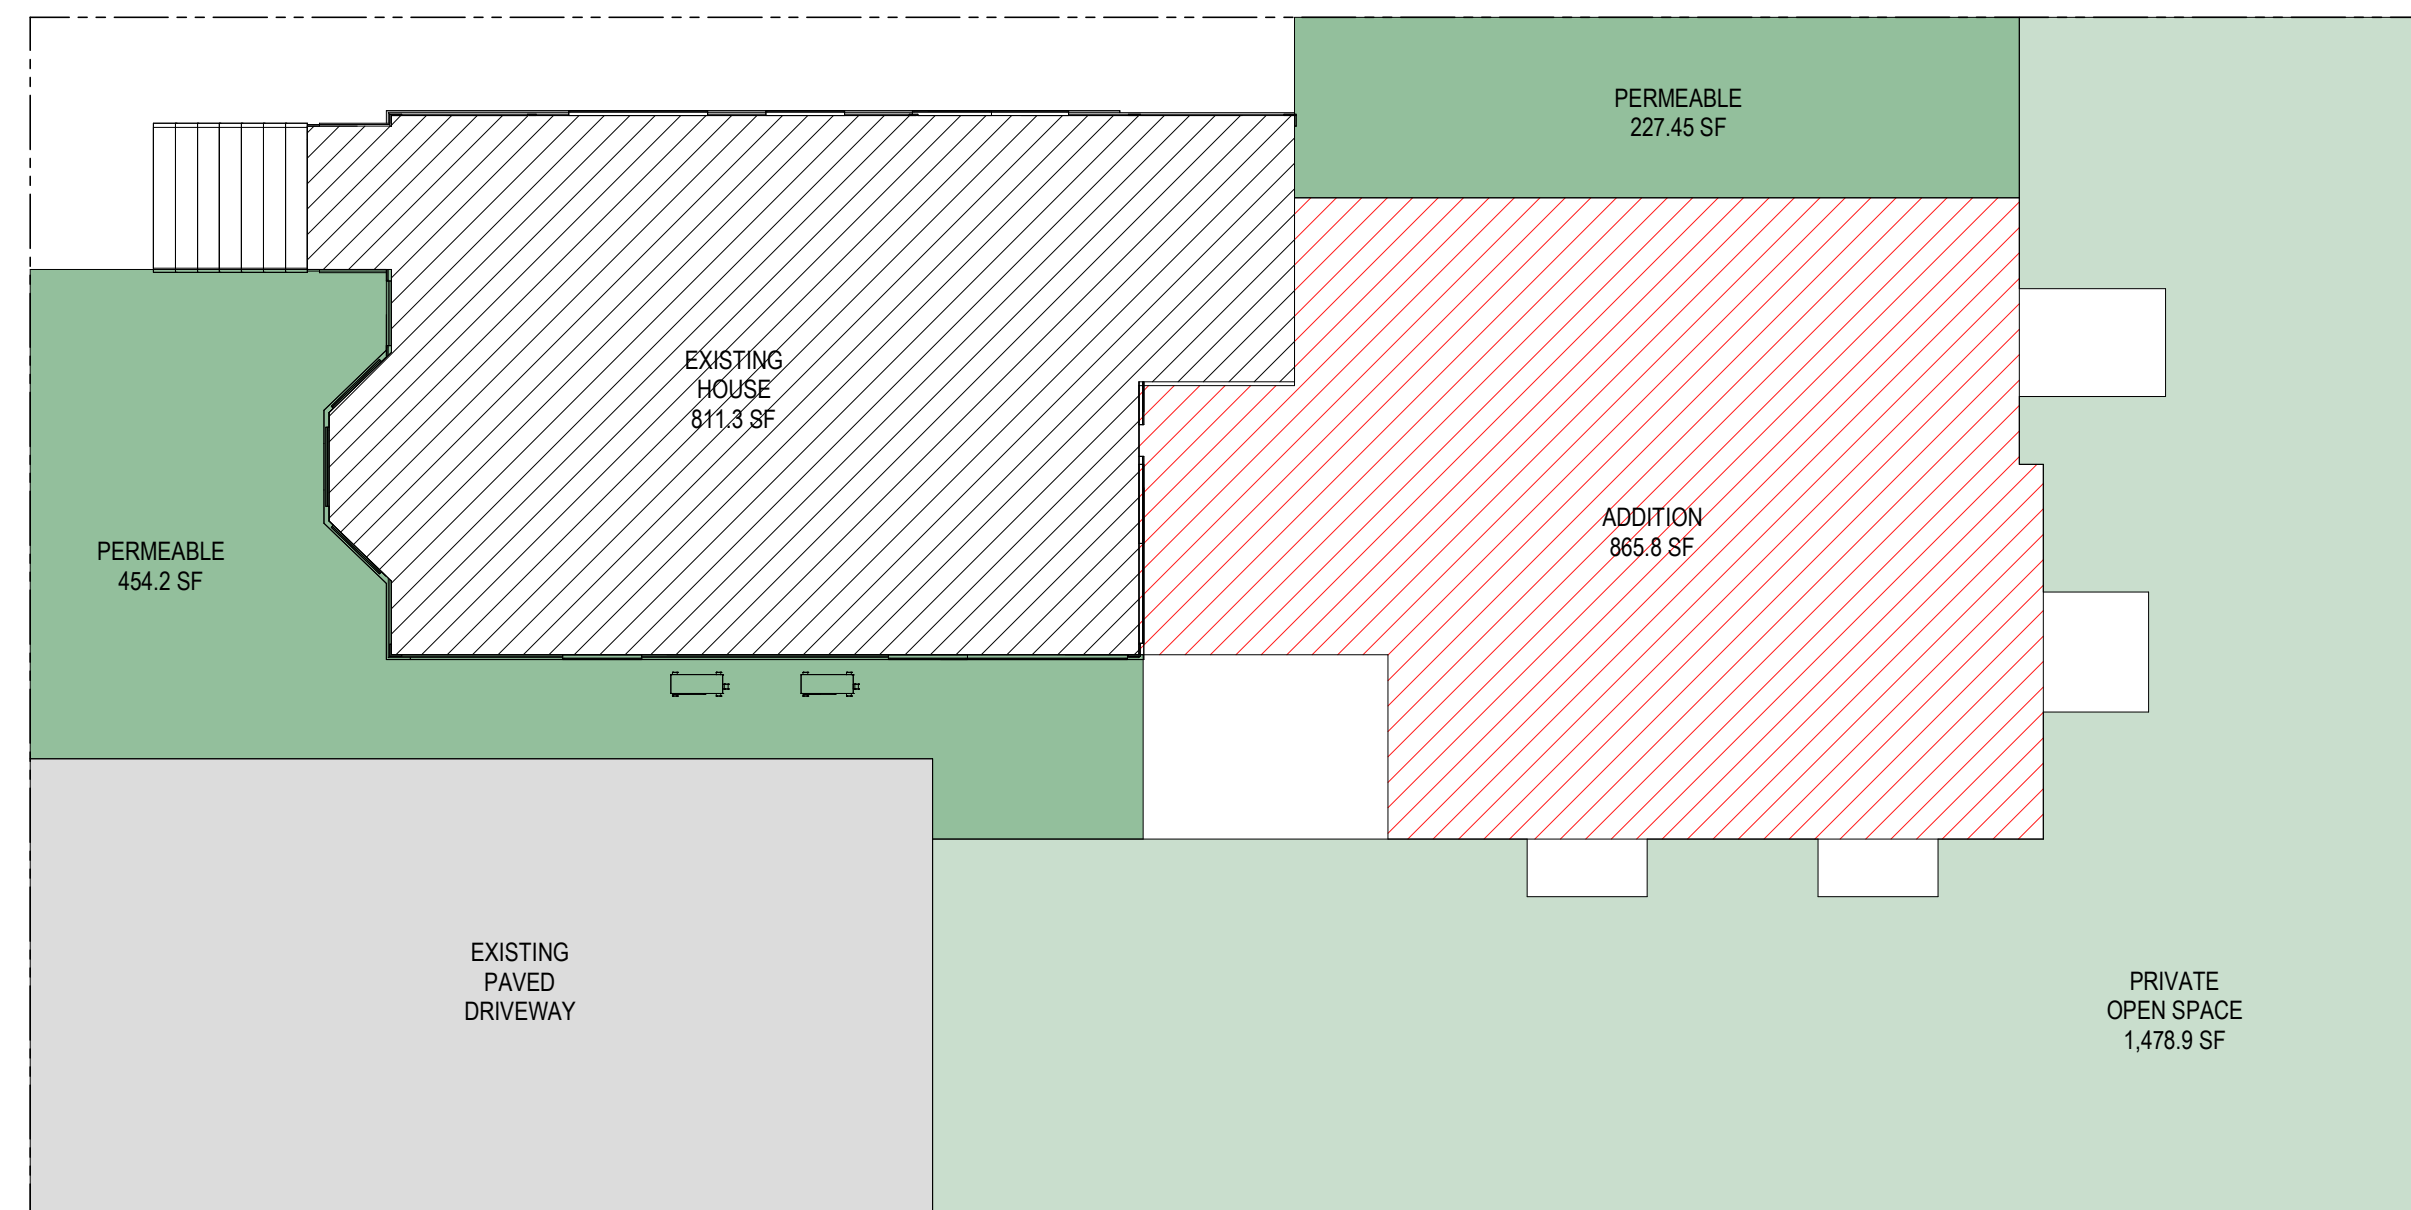 PERMEABLE
227.45 SF
EXISTING
HOUSE
811.3 SF
ADDITION
865.8 SF
PERMEABLE
454.2 SF
EXISTING
PAVED
DRIVEWAY
PRIVATE
OPEN SPACE
1,478.9 SF